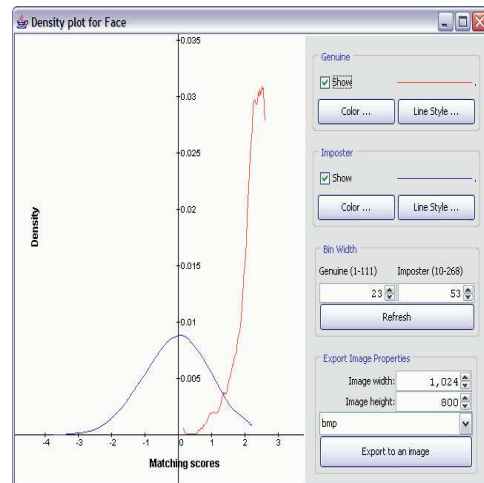 Density plot for Face
0.035
0.03
0.025
0.02
0.015
0.01
0.005
Density
-4 -3 -2 -1 0 1 2 3
Matching scores
Genuine
Show
Color ... Line Style ...
Imposter
Show
Color ... Line Style ...
Bin Width
Genuine (1-111) Imposter (10-268)
23 53
Refresh
Export Image Properties
Image width: 1,024
Image height: 800
bmp
Export to an image